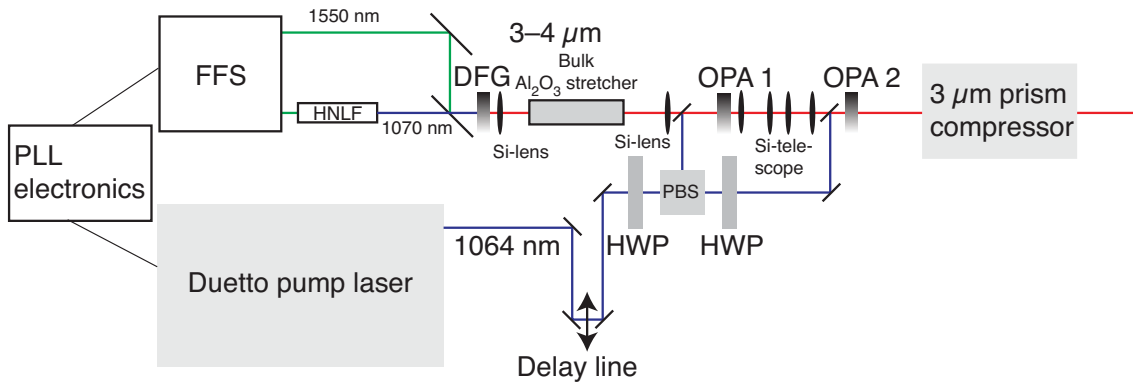 1550 nm
FFS
HNLF
1070 nm
PLL
electronics
Duetto pump laser
1064 nm
Delay line
DFG
Si-lens
3–4 µm
Bulk
Al₂O₃ stretcher
Si-lens
OPA 1
Si-tele-
scope
OPA 2
HWP
PBS
HWP
3 µm prism
compressor